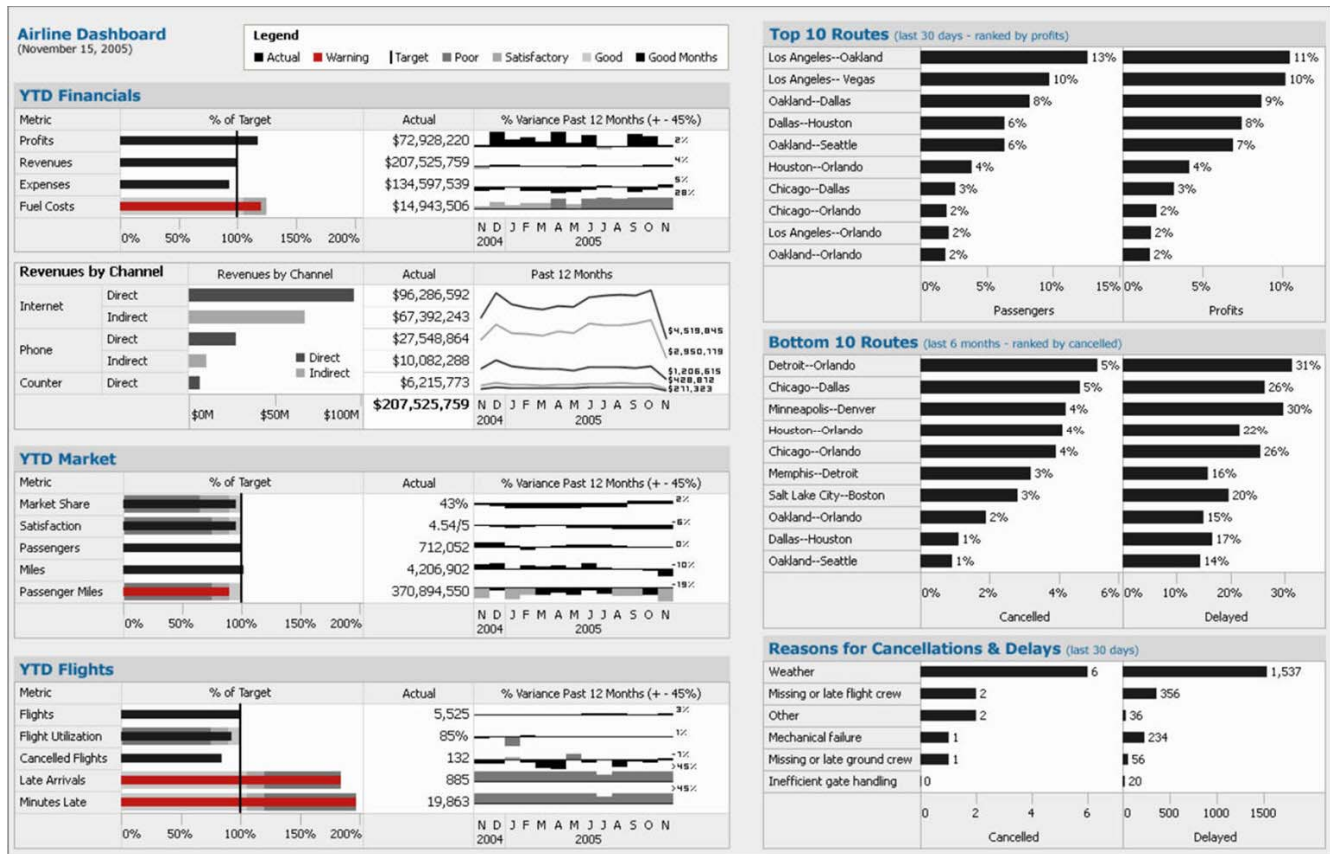 Airline Dashboard
(November 15, 2005)
Legend
Actual Warning Target Poor Satisfactory Good Good Months
YTD Financials
Metric % of Target Actual % Variance Past 12 Months (+ - 45%)
Profits $72,928,220 2%
Revenues $207,525,759 4%
Expenses $134,597,539 5%
Fuel Costs $14,943,506 28%
0% 50% 100% 150% 200% N D J F M A M J J A S O N
2004 2005
Revenues by Channel Revenues by Channel Actual Past 12 Months
Internet Direct $96,286,592
Indirect $67,392,243 $4,519,845
Phone Direct $27,548,864 $2,950,779
Indirect Direct $10,082,288 $1,206,615
Indirect $428,812
Counter Direct $6,215,773 $271,323
$0M $50M $100M $207,525,759 N D J F M A M J J A S O N
2004 2005
YTD Market
Metric % of Target Actual % Variance Past 12 Months (+ - 45%)
Market Share 43% 2%
Satisfaction 4.54/5 -6%
Passengers 712,052 0%
Miles 4,206,902 -10%
Passenger Miles 370,894,550 -19%
0% 50% 100% 150% 200% N D J F M A M J J A S O N
2004 2005
YTD Flights
Metric % of Target Actual % Variance Past 12 Months (+ - 45%)
Flights 5,525 3%
Flight Utilization 85% 1%
Cancelled Flights 132 -7%
Late Arrivals 885 >45%
Minutes Late 19,863 >45%
0% 50% 100% 150% 200% N D J F M A M J J A S O N
2004 2005
Top 10 Routes (last 30 days - ranked by profits)
Los Angeles--Oakland 13% 11%
Los Angeles-- Vegas 10% 10%
Oakland--Dallas 8% 9%
Dallas--Houston 6% 8%
Oakland--Seattle 6% 7%
Houston--Orlando 4% 4%
Chicago--Dallas 3% 3%
Chicago--Orlando 2% 2%
Los Angeles--Orlando 2% 2%
Oakland--Orlando 2% 2%
0% 5% 10% 15% 0% 5% 10%
Passengers Profits
Bottom 10 Routes (last 6 months - ranked by cancelled)
Detroit--Orlando 5% 31%
Chicago--Dallas 5% 26%
Minneapolis--Denver 4% 30%
Houston--Orlando 4% 22%
Chicago--Orlando 4% 26%
Memphis--Detroit 3% 16%
Salt Lake City--Boston 3% 20%
Oakland--Orlando 2% 15%
Dallas--Houston 1% 17%
Oakland--Seattle 1% 14%
0% 2% 4% 6% 0% 10% 20% 30%
Cancelled Delayed
Reasons for Cancellations & Delays (last 30 days)
Weather 6 1,537
Missing or late flight crew 2 356
Other 2 36
Mechanical failure 1 234
Missing or late ground crew 1 56
Inefficient gate handling 0 20
0 2 4 6 0 500 1000 1500
Cancelled Delayed